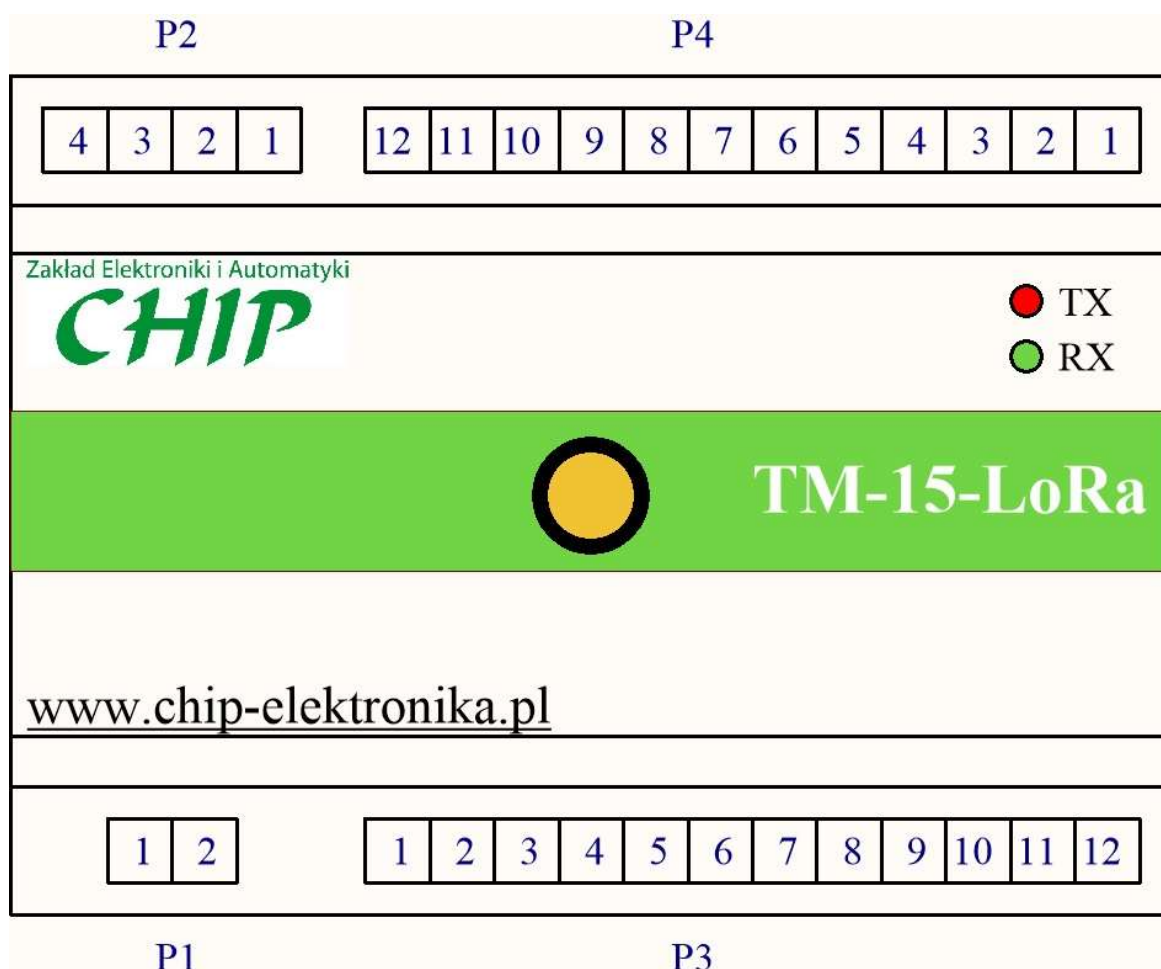 P2 P4
4 3 2 1 12 11 10 9 8 7 6 5 4 3 2 1
Zakład Elektroniki i Automatyki
CHIP
TX
RX
TM-15-LoRa
www.chip-elektronika.pl
1 2 1 2 3 4 5 6 7 8 9 10 11 12
P1 P3